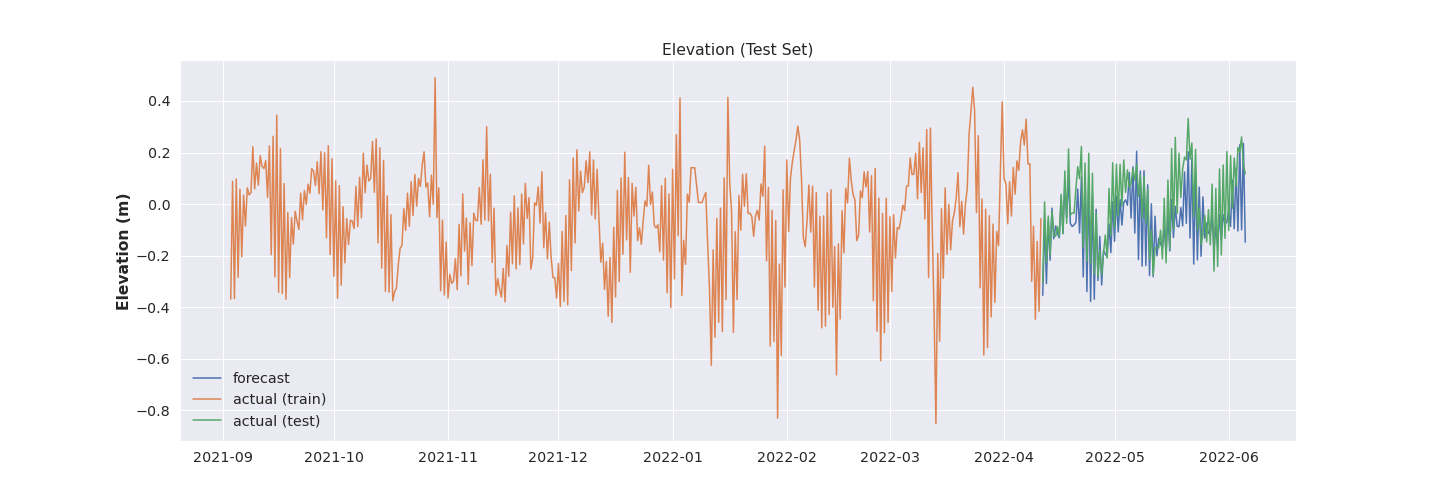 Elevation (Test Set)
Elevation (m)
0.4
0.2
0.0
−0.2
−0.4
−0.6
−0.8
forecast
actual (train)
actual (test)
2021-09 2021-10 2021-11 2021-12 2022-01 2022-02 2022-03 2022-04 2022-05 2022-06